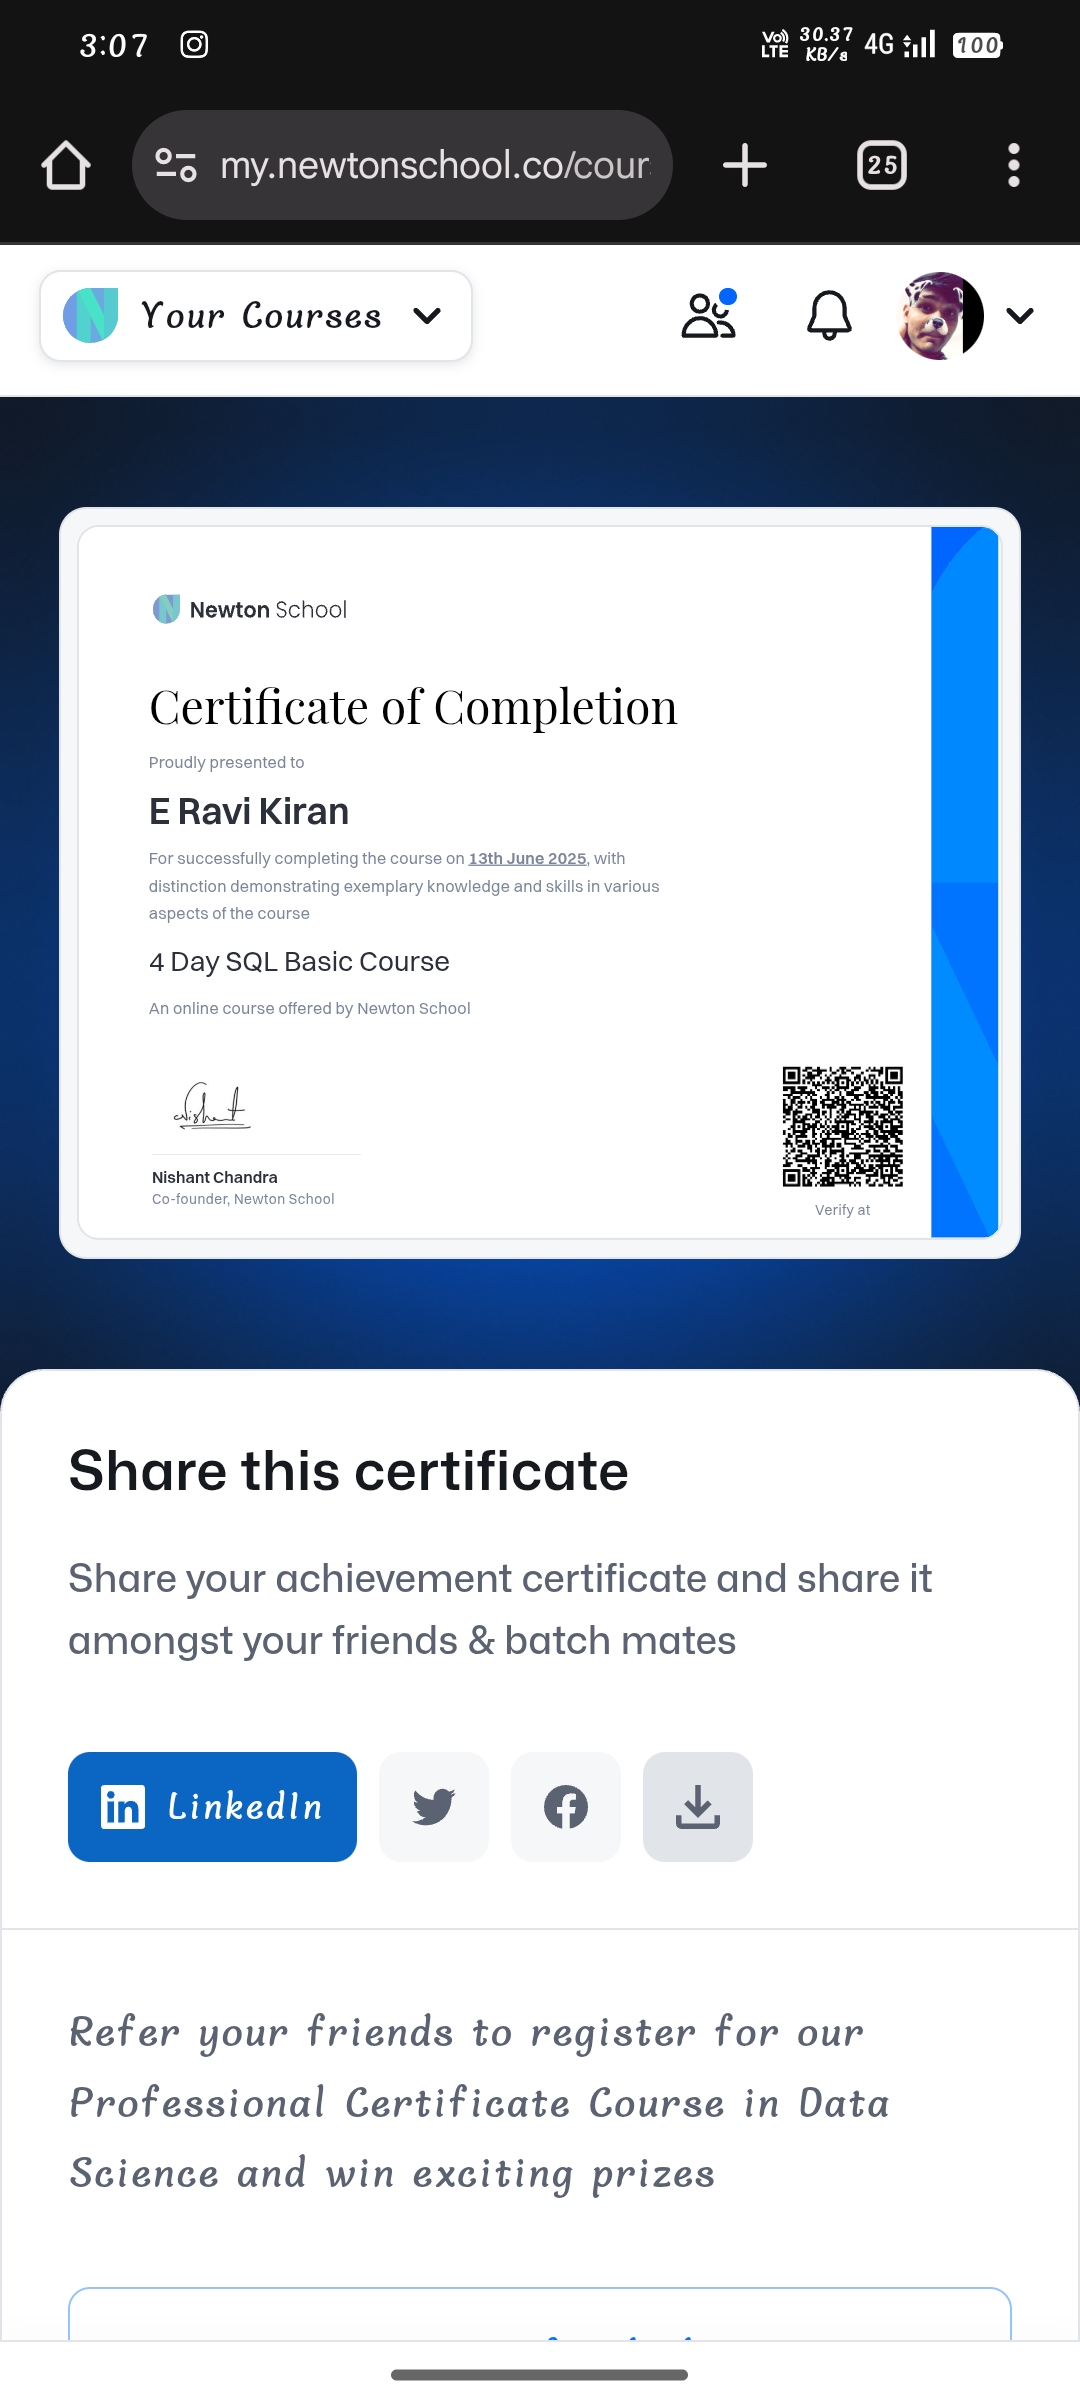 3:07
Vo)) LTE 30.37 KB/s 4G 100
my.newtonschool.co/cour
25
Your Courses
Newton School
Certificate of Completion
Proudly presented to
E Ravi Kiran
For successfully completing the course on 13th June 2025, with
distinction demonstrating exemplary knowledge and skills in various
aspects of the course
4 Day SQL Basic Course
An online course offered by Newton School
Nishant
Nishant Chandra
Co-founder, Newton School
Verify at
Share this certificate
Share your achievement certificate and share it
amongst your friends & batch mates
in LinkedIn
Refer your friends to register for our
Professional Certificate Course in Data
Science and win exciting prizes